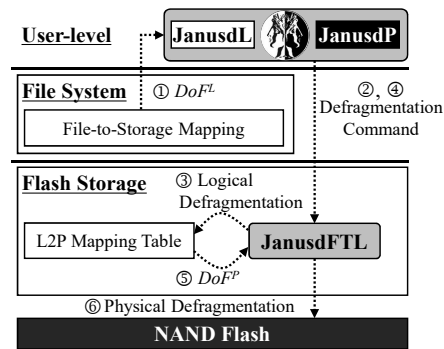 User-level
JanusdL
JanusdP
File System
① DoF^L
②, ④
Defragmentation
Command
File-to-Storage Mapping
Flash Storage
③ Logical
Defragmentation
L2P Mapping Table
JanusdFTL
⑤ DoF^P
⑥ Physical Defragmentation
NAND Flash